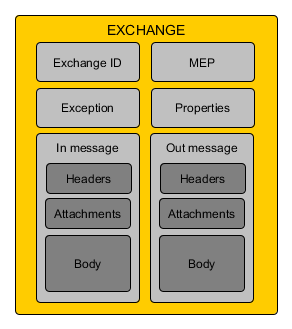 EXCHANGE
Exchange ID
MEP
Exception
Properties
In message
Headers
Attachments
Body
Out message
Headers
Attachments
Body